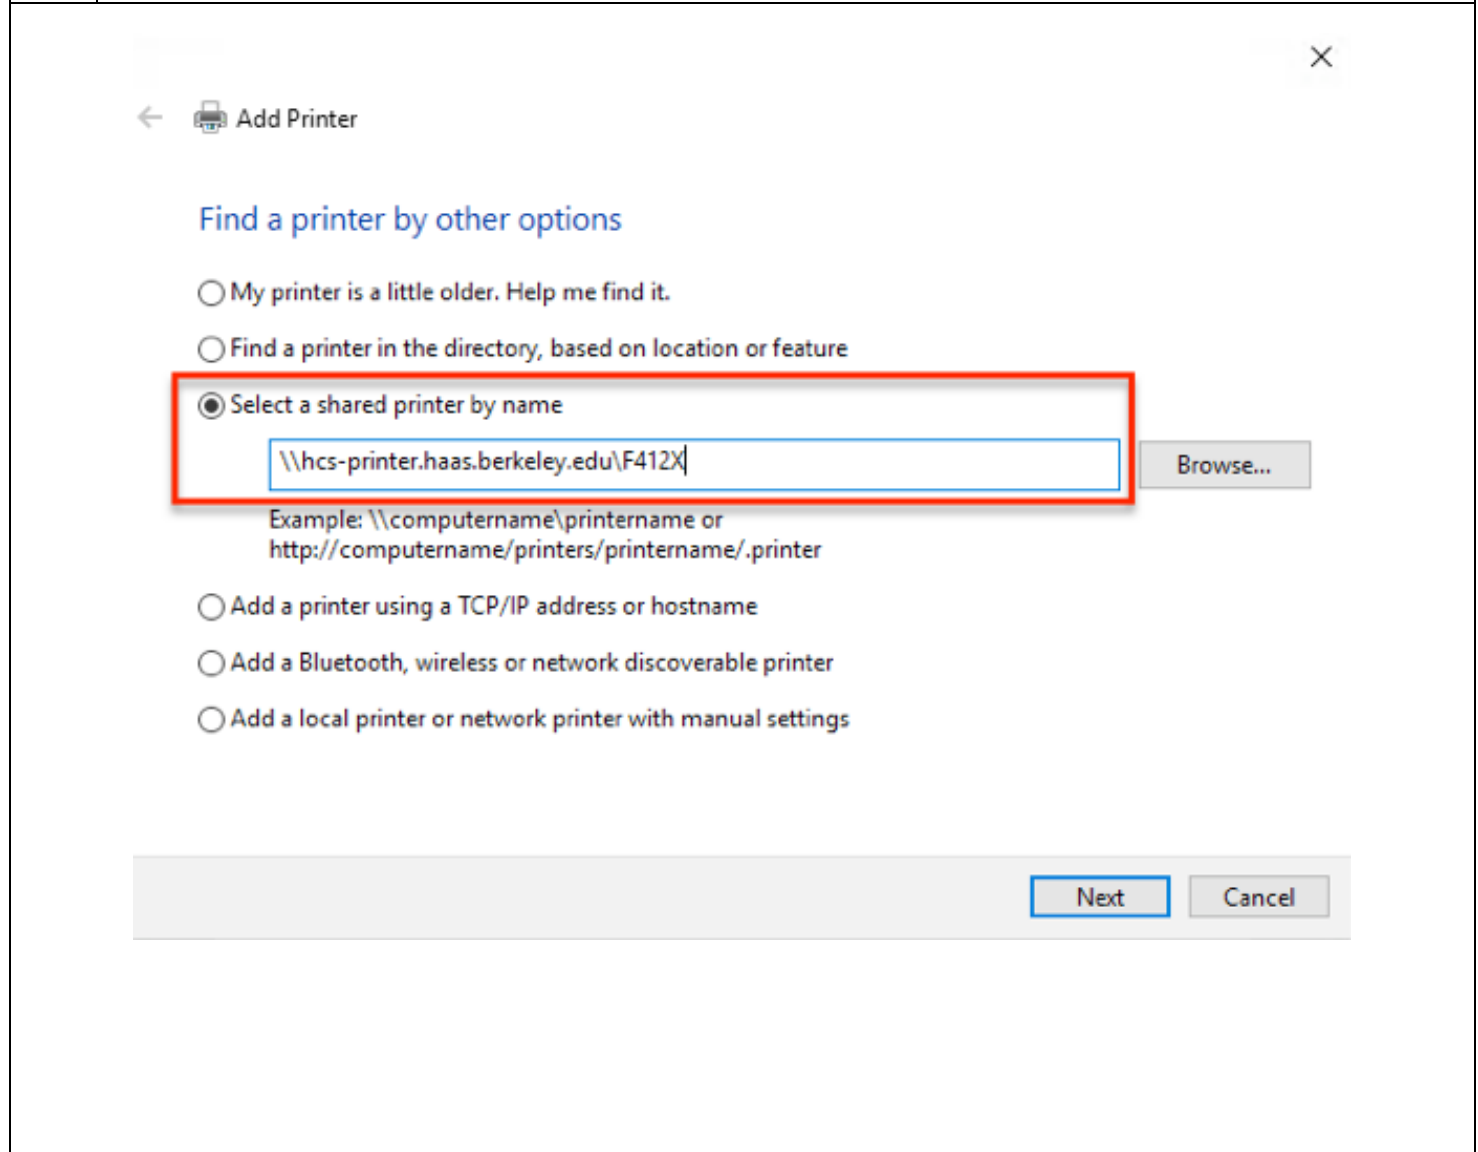 Add Printer
Find a printer by other options
My printer is a little older. Help me find it.
Find a printer in the directory, based on location or feature
Select a shared printer by name
\\hcs-printer.haas.berkeley.edu\F412X
Browse...
Example: \\computername\printername or
http://computername/printers/printername/.printer
Add a printer using a TCP/IP address or hostname
Add a Bluetooth, wireless or network discoverable printer
Add a local printer or network printer with manual settings
Next
Cancel